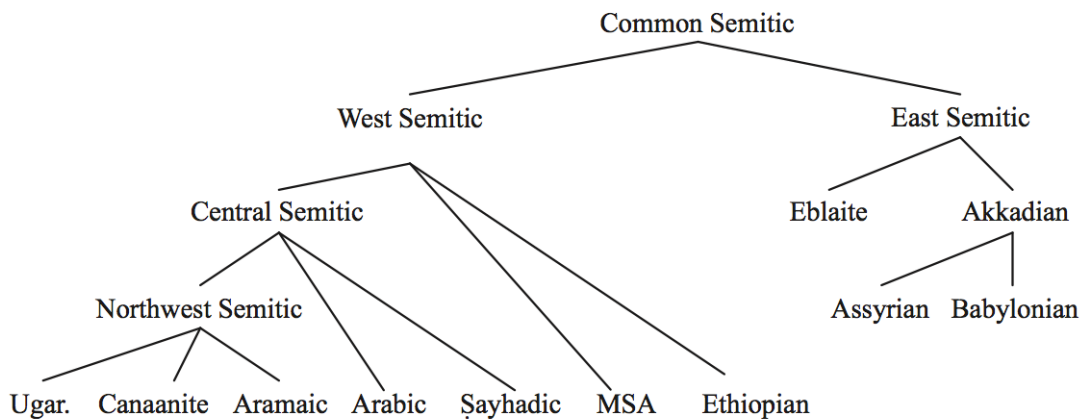 Common Semitic
West Semitic East Semitic
Central Semitic Eblaite Akkadian
Northwest Semitic Assyrian Babylonian
Ugar. Canaanite Aramaic Arabic Ṣayhadic MSA Ethiopian